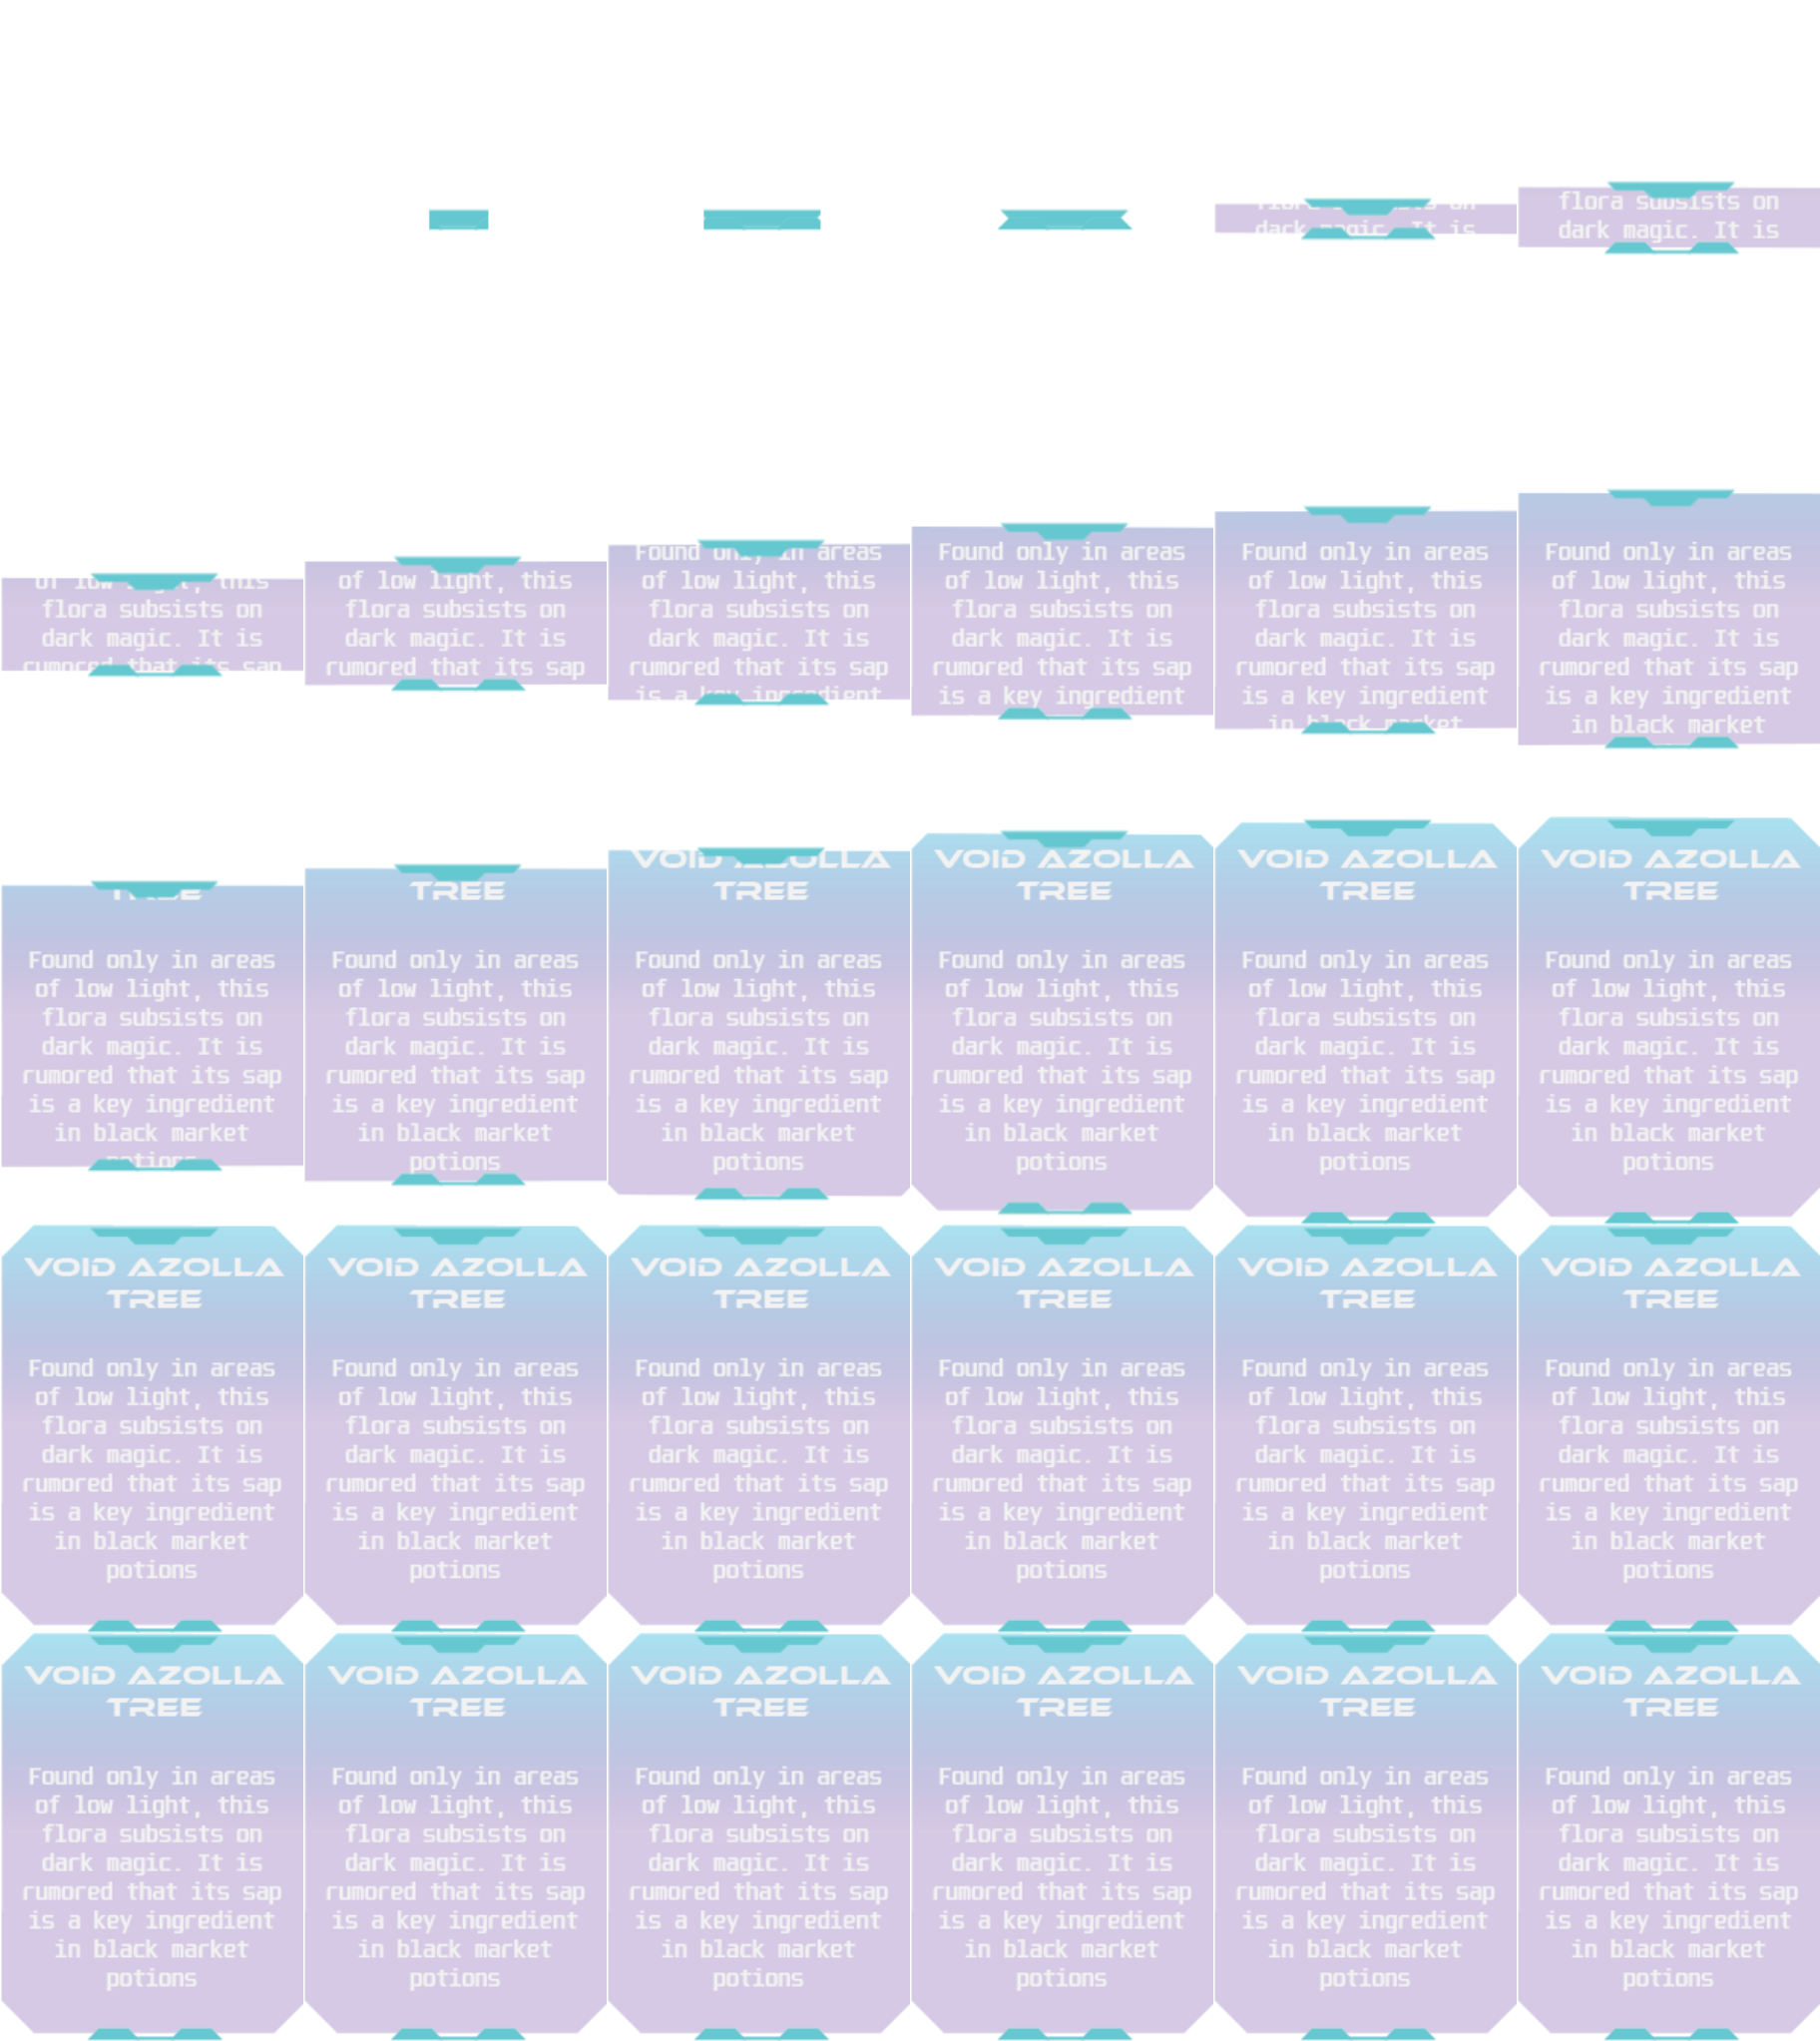 dark magic. It is
flora subsists on
dark magic. It is
flora subsists on
dark magic. It is
rumored that its sap
of low light, this
flora subsists on
dark magic. It is
rumored that its sap
Found only in areas
of low light, this
flora subsists on
dark magic. It is
rumored that its sap
is a key ingredient
Found only in areas
of low light, this
flora subsists on
dark magic. It is
rumored that its sap
is a key ingredient
Found only in areas
of low light, this
flora subsists on
dark magic. It is
rumored that its sap
is a key ingredient
in black market
Found only in areas
of low light, this
flora subsists on
dark magic. It is
rumored that its sap
is a key ingredient
in black market
Found only in areas
of low light, this
flora subsists on
dark magic. It is
rumored that its sap
is a key ingredient
in black market
potions
TREE
Found only in areas
of low light, this
flora subsists on
dark magic. It is
rumored that its sap
is a key ingredient
in black market
potions
VOID AZOLLA
TREE
Found only in areas
of low light, this
flora subsists on
dark magic. It is
rumored that its sap
is a key ingredient
in black market
potions
VOID AZOLLA
TREE
Found only in areas
of low light, this
flora subsists on
dark magic. It is
rumored that its sap
is a key ingredient
in black market
potions
VOID AZOLLA
TREE
Found only in areas
of low light, this
flora subsists on
dark magic. It is
rumored that its sap
is a key ingredient
in black market
potions
VOID AZOLLA
TREE
Found only in areas
of low light, this
flora subsists on
dark magic. It is
rumored that its sap
is a key ingredient
in black market
potions
VOID AZOLLA
TREE
Found only in areas
of low light, this
flora subsists on
dark magic. It is
rumored that its sap
is a key ingredient
in black market
potions
VOID AZOLLA
TREE
Found only in areas
of low light, this
flora subsists on
dark magic. It is
rumored that its sap
is a key ingredient
in black market
potions
VOID AZOLLA
TREE
Found only in areas
of low light, this
flora subsists on
dark magic. It is
rumored that its sap
is a key ingredient
in black market
potions
VOID AZOLLA
TREE
Found only in areas
of low light, this
flora subsists on
dark magic. It is
rumored that its sap
is a key ingredient
in black market
potions
VOID AZOLLA
TREE
Found only in areas
of low light, this
flora subsists on
dark magic. It is
rumored that its sap
is a key ingredient
in black market
potions
VOID AZOLLA
TREE
Found only in areas
of low light, this
flora subsists on
dark magic. It is
rumored that its sap
is a key ingredient
in black market
potions
VOID AZOLLA
TREE
Found only in areas
of low light, this
flora subsists on
dark magic. It is
rumored that its sap
is a key ingredient
in black market
potions
VOID AZOLLA
TREE
Found only in areas
of low light, this
flora subsists on
dark magic. It is
rumored that its sap
is a key ingredient
in black market
potions
VOID AZOLLA
TREE
Found only in areas
of low light, this
flora subsists on
dark magic. It is
rumored that its sap
is a key ingredient
in black market
potions
VOID AZOLLA
TREE
Found only in areas
of low light, this
flora subsists on
dark magic. It is
rumored that its sap
is a key ingredient
in black market
potions
VOID AZOLLA
TREE
Found only in areas
of low light, this
flora subsists on
dark magic. It is
rumored that its sap
is a key ingredient
in black market
potions
VOID AZOLLA
TREE
Found only in areas
of low light, this
flora subsists on
dark magic. It is
rumored that its sap
is a key ingredient
in black market
potions